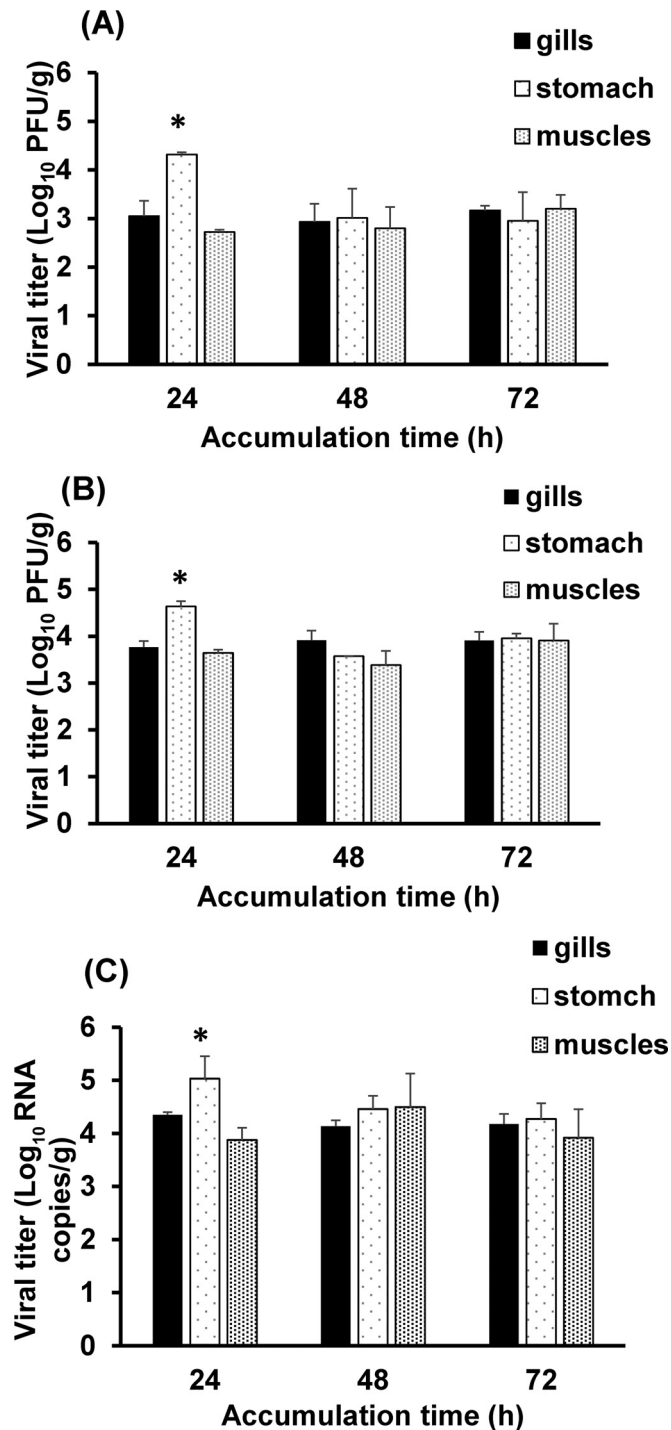 (A)
gills
stomach
muscles
Viral titer (Log10 PFU/g)
6
5
4
3
2
1
0
*
24 48 72
Accumulation time (h)
(B)
gills
stomach
muscles
Viral titer (Log10 PFU/g)
6
5
4
3
2
1
0
*
24 48 72
Accumulation time (h)
(C)
gills
stomch
muscles
Viral titer (Log10 RNA
copies/g)
6
5
4
3
2
1
0
*
24 48 72
Accumulation time (h)